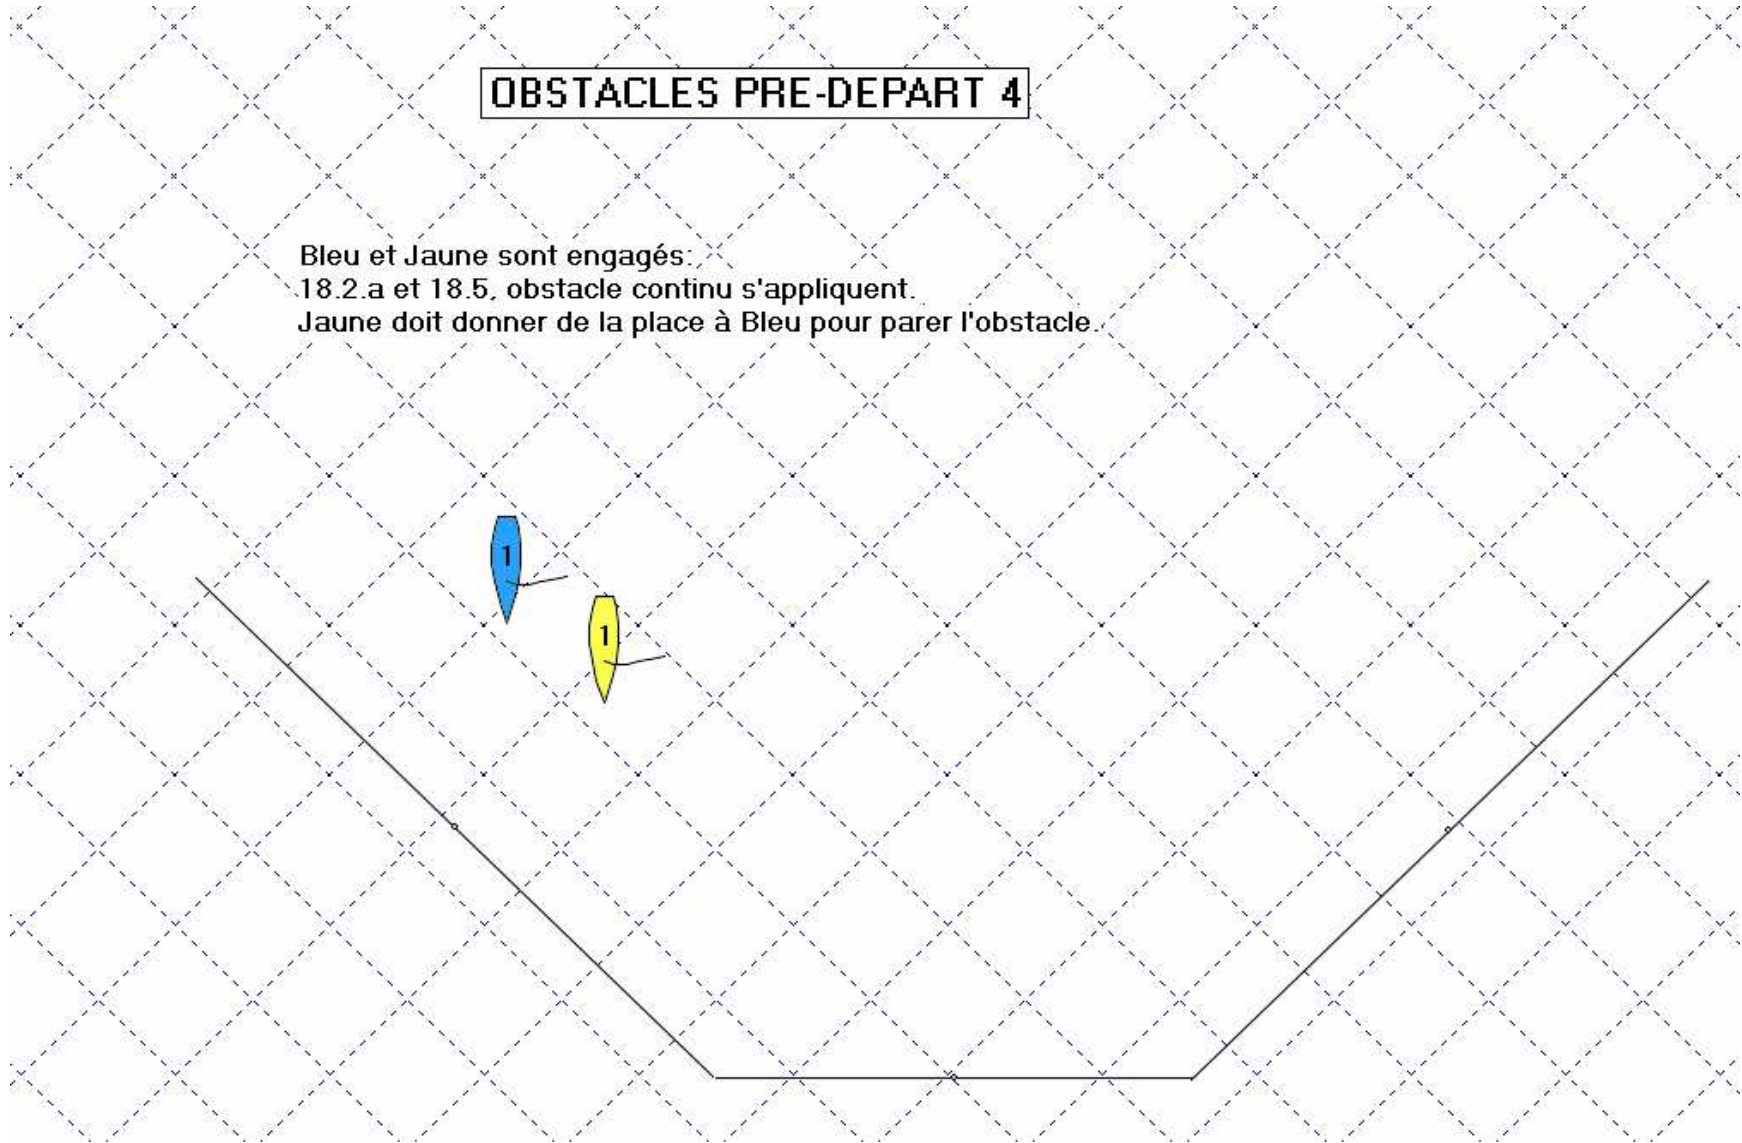 OBSTACLES PRE-DEPART 4
Bleu et Jaune sont engagés:
18.2.a et 18.5, obstacle continu s'appliquent.
Jaune doit donner de la place à Bleu pour parer l'obstacle.
1
1